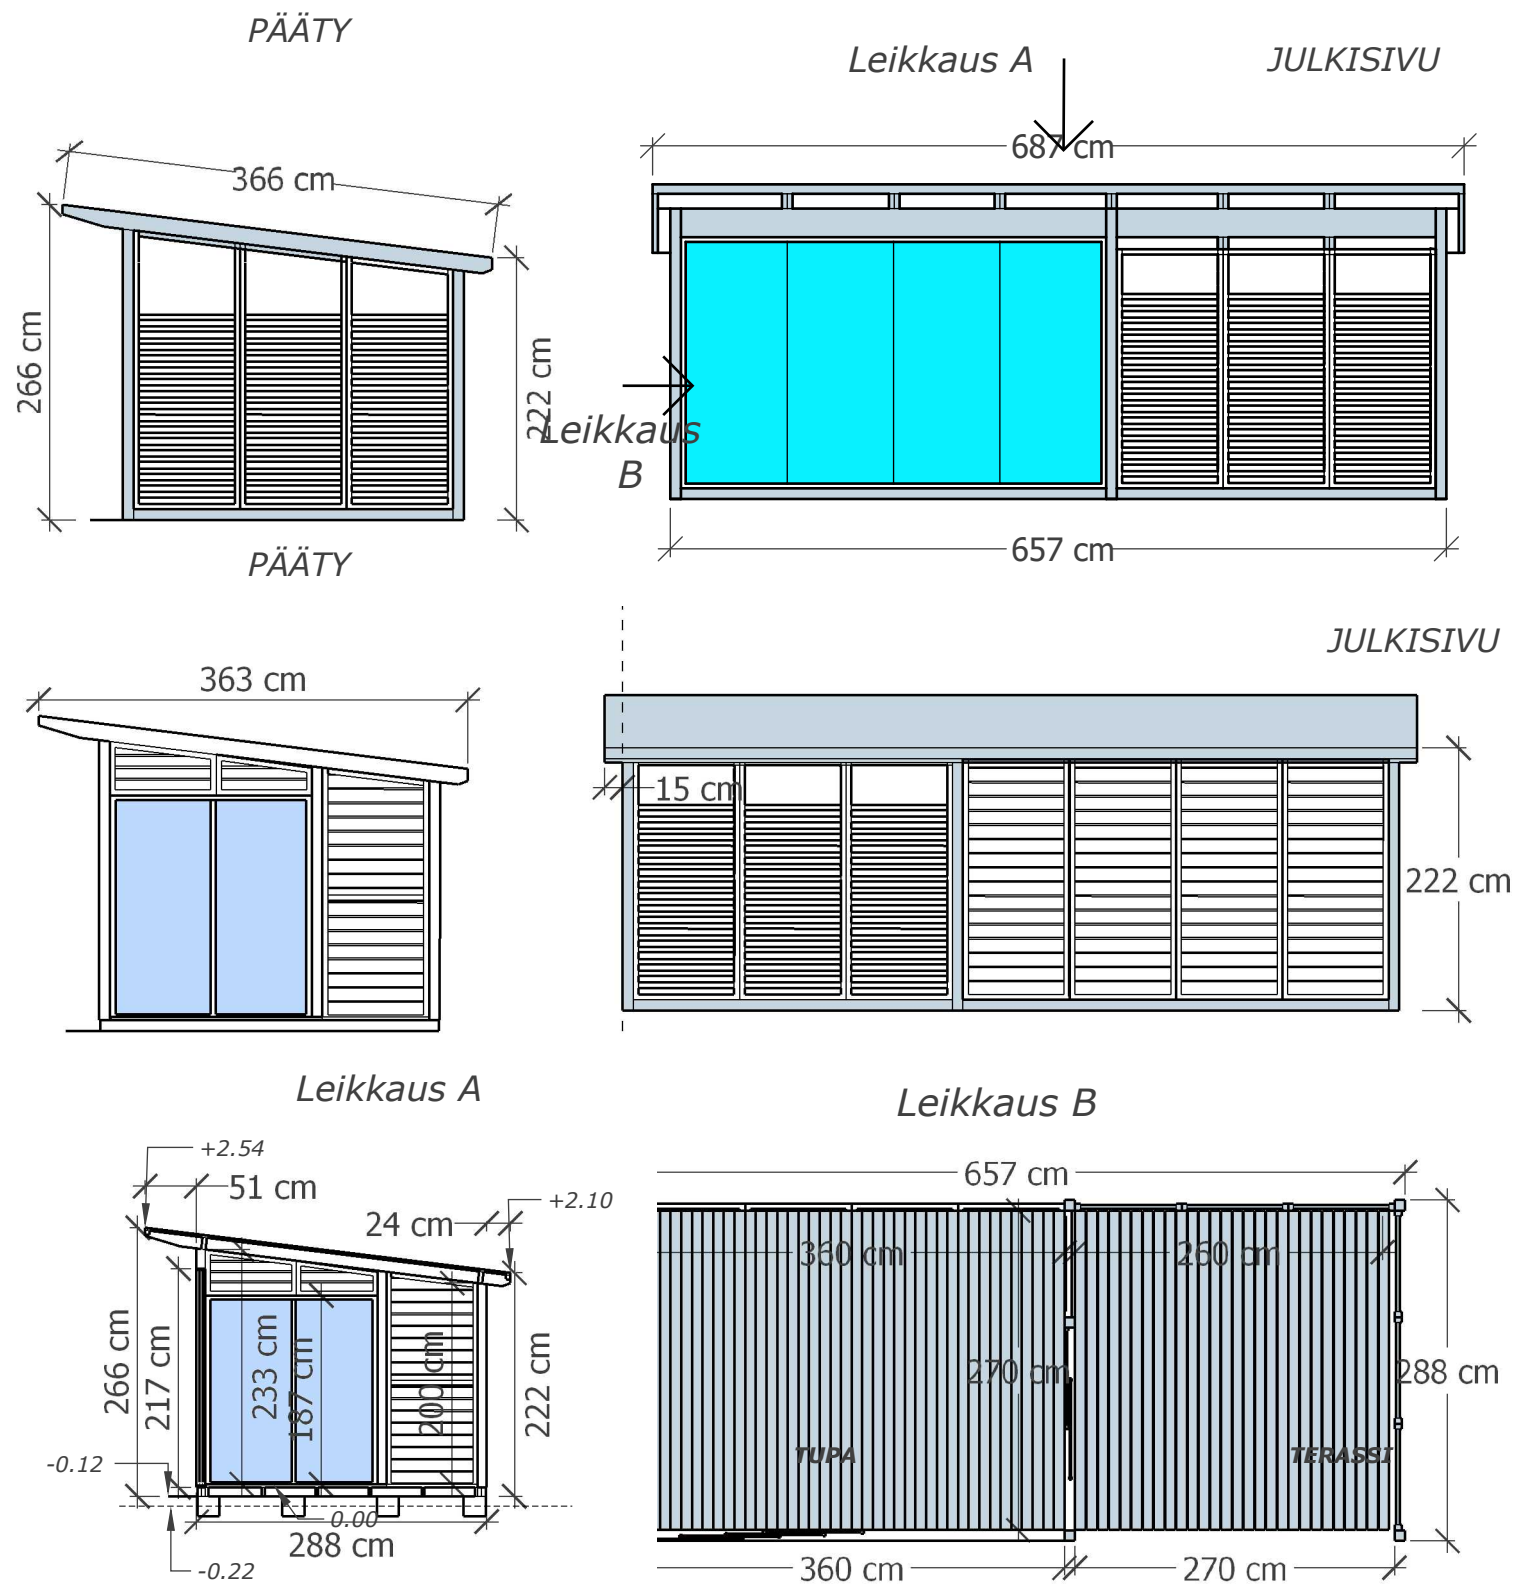 PÄÄTY
Leikkaus A
JULKISIVU
687 cm
366 cm
266 cm
222 cm
Leikkaus
B
657 cm
PÄÄTY
JULKISIVU
363 cm
15 cm
222 cm
Leikkaus A
Leikkaus B
+2.54
51 cm
24 cm
+2.10
266 cm
217 cm
233 cm
187 cm
200 cm
222 cm
-0.12
0.00
288 cm
-0.22
657 cm
360 cm
260 cm
270 cm
288 cm
TUPA
TERASSI
360 cm
270 cm